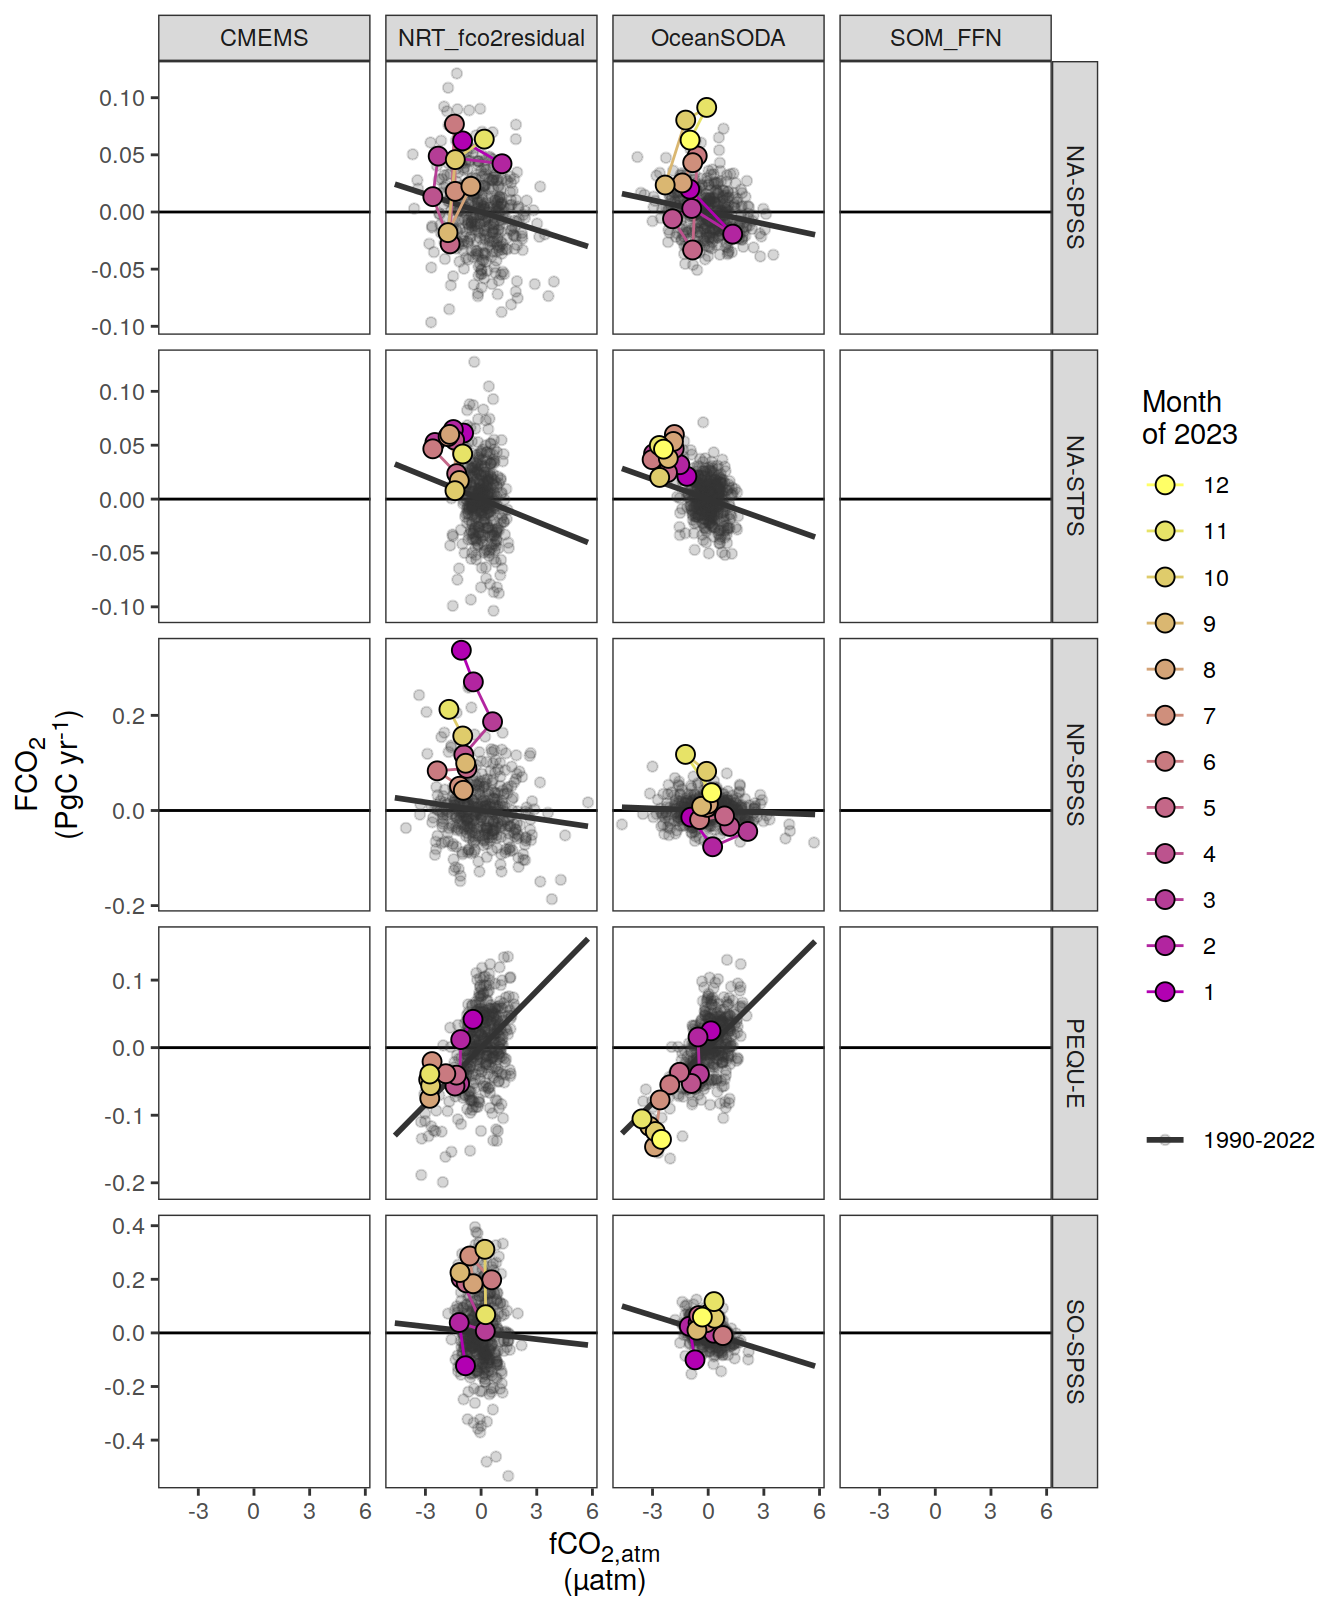 CMEMS NRT_fco2residual OceanSODA SOM_FFN
0.10
0.05
0.00
-0.05
-0.10
NA-SPSS
0.10
0.05
0.00
-0.05
-0.10
NA-STPS
0.2
0.0
-0.2
NP-SPSS
0.1
0.0
-0.1
-0.2
PEQU-E
0.4
0.2
0.0
-0.2
-0.4
SO-SPSS
-3 0 3 6 -3 0 3 6 -3 0 3 6 -3 0 3 6
fCO2,atm
(µatm)
FCO2
(PgC yr-1)
Month
of 2023
12
11
10
9
8
7
6
5
4
3
2
1
1990-2022